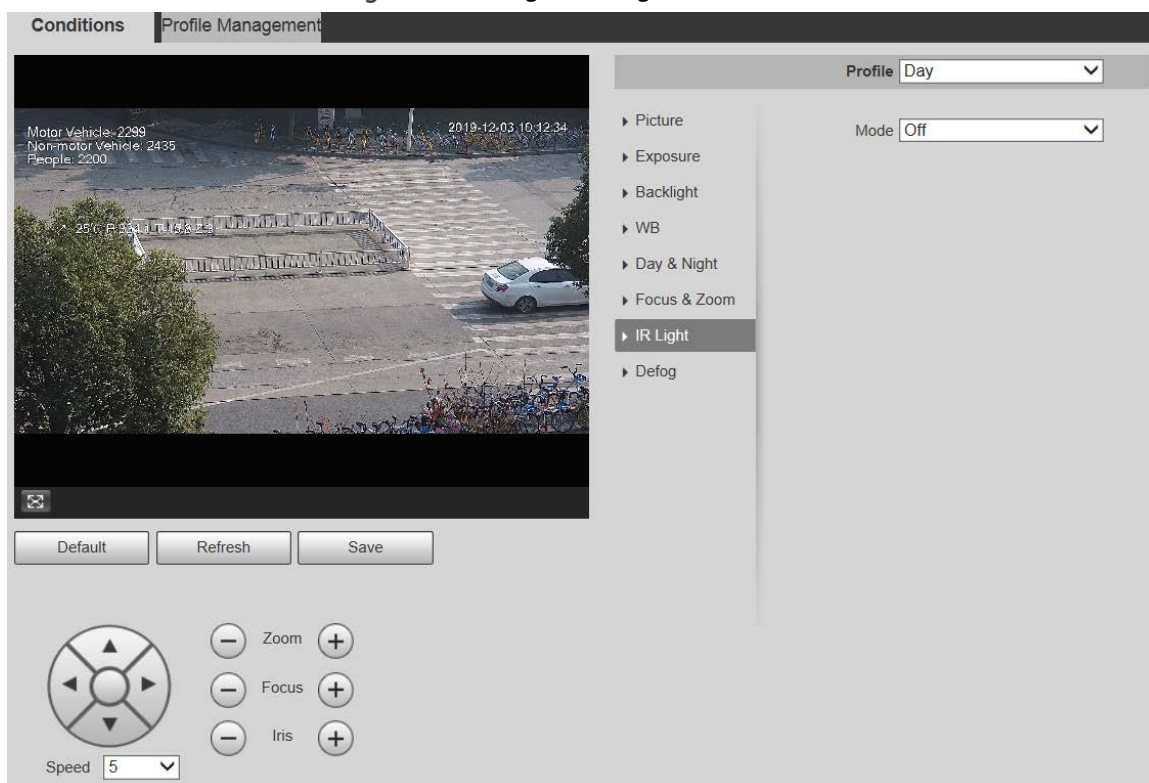 Conditions Profile Management
Profile Day
Motor Vehicle: 2299 2019-12-03 10:12:34
Non-motor Vehicle: 2435
People: 2200
Picture
Mode Off
Exposure
Backlight
WB
Day & Night
Focus & Zoom
IR Light
Defog
Default Refresh Save
Zoom
Focus
Iris
Speed 5